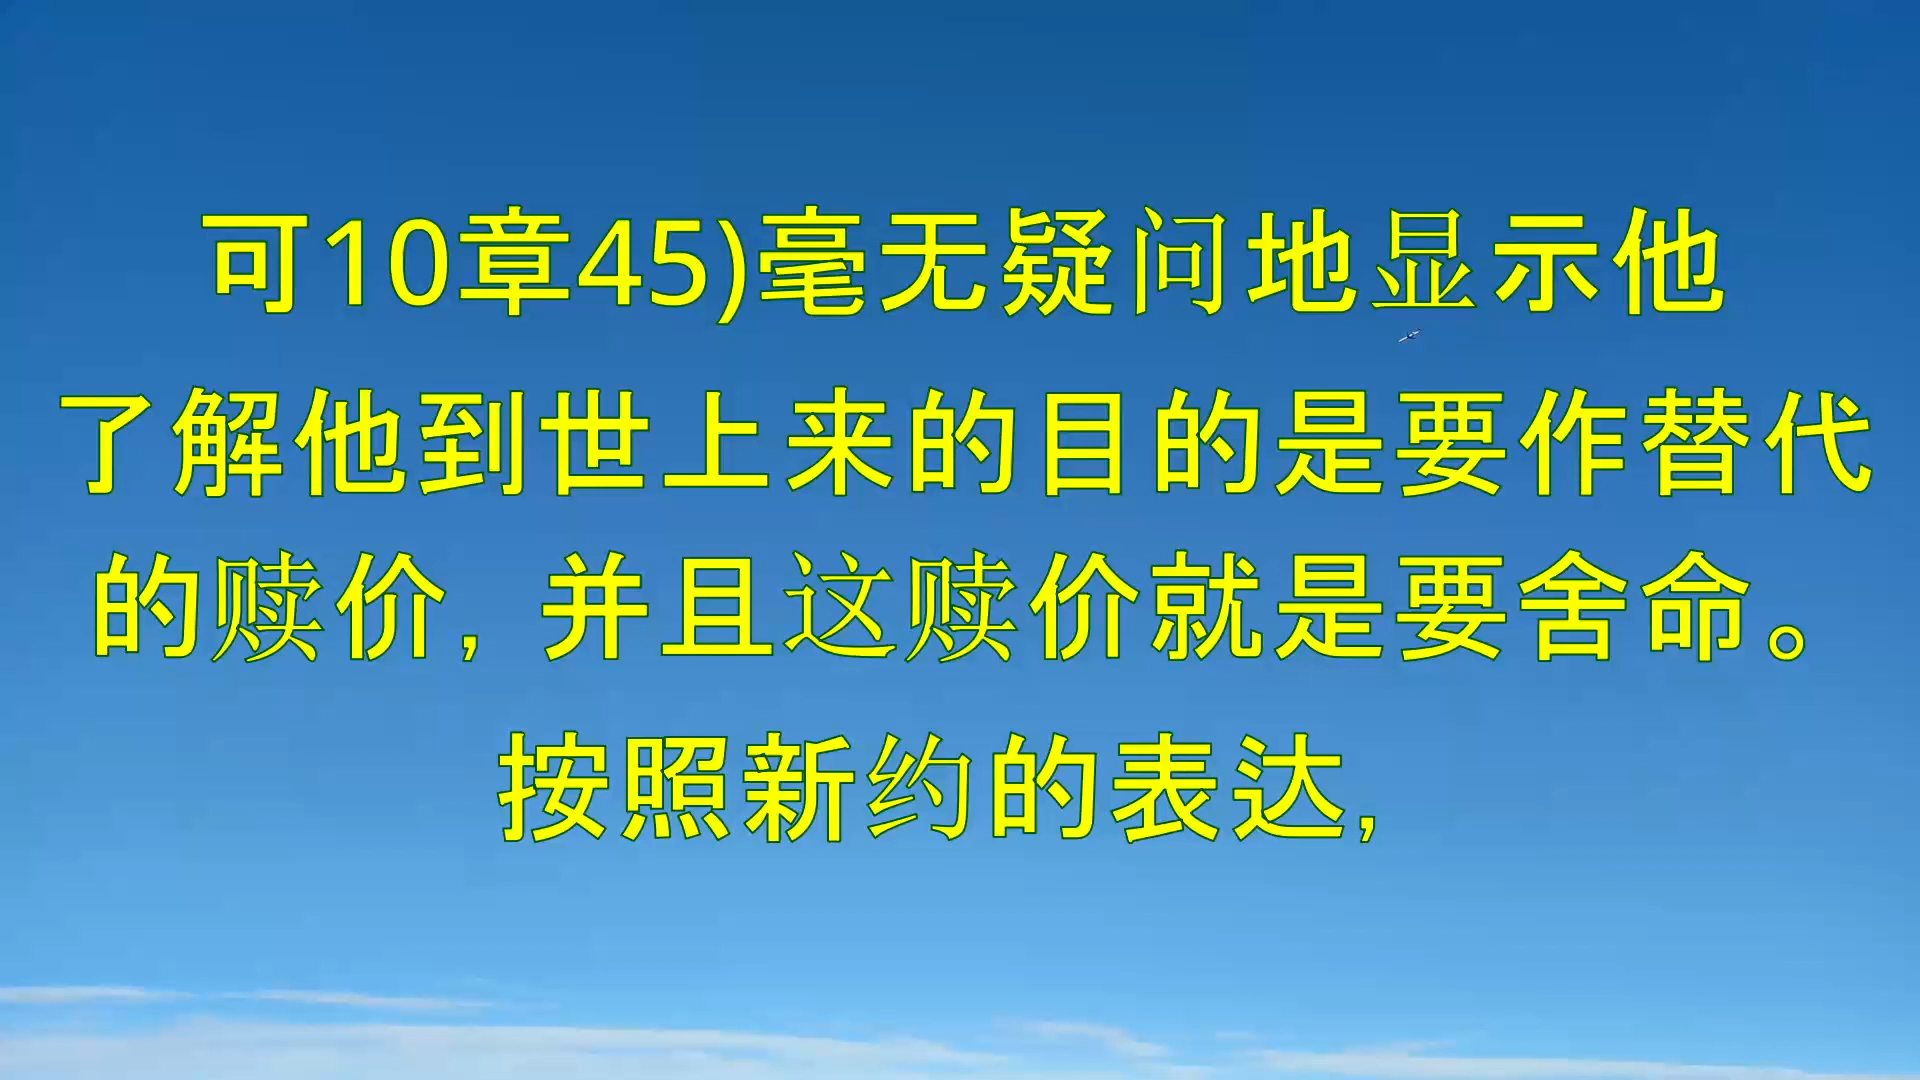 可10章45)毫无疑问地显示他
了解他到世上来的目的是要作替代
的赎价, 并且这赎价就是要舍命。
按照新约的表达,